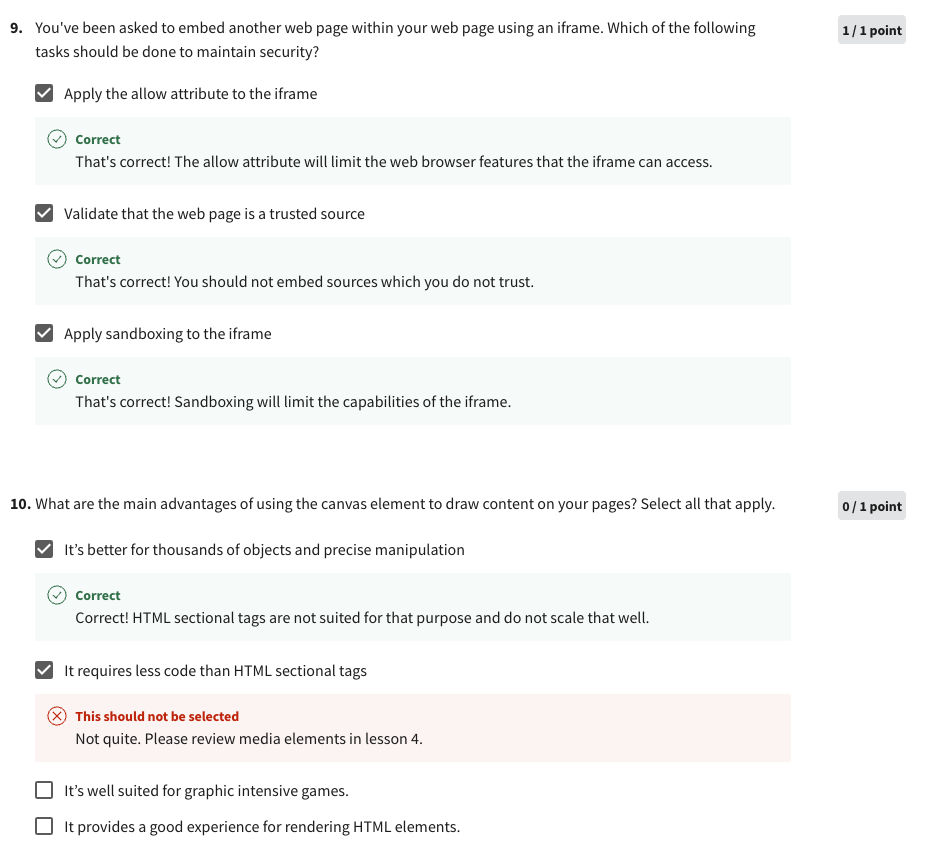 9. You've been asked to embed another web page within your web page using an iframe. Which of the following
tasks should be done to maintain security?
1 / 1 point
Apply the allow attribute to the iframe
Correct
That's correct! The allow attribute will limit the web browser features that the iframe can access.
Validate that the web page is a trusted source
Correct
That's correct! You should not embed sources which you do not trust.
Apply sandboxing to the iframe
Correct
That's correct! Sandboxing will limit the capabilities of the iframe.
10. What are the main advantages of using the canvas element to draw content on your pages? Select all that apply.
0 / 1 point
It’s better for thousands of objects and precise manipulation
Correct
Correct! HTML sectional tags are not suited for that purpose and do not scale that well.
It requires less code than HTML sectional tags
This should not be selected
Not quite. Please review media elements in lesson 4.
It’s well suited for graphic intensive games.
It provides a good experience for rendering HTML elements.